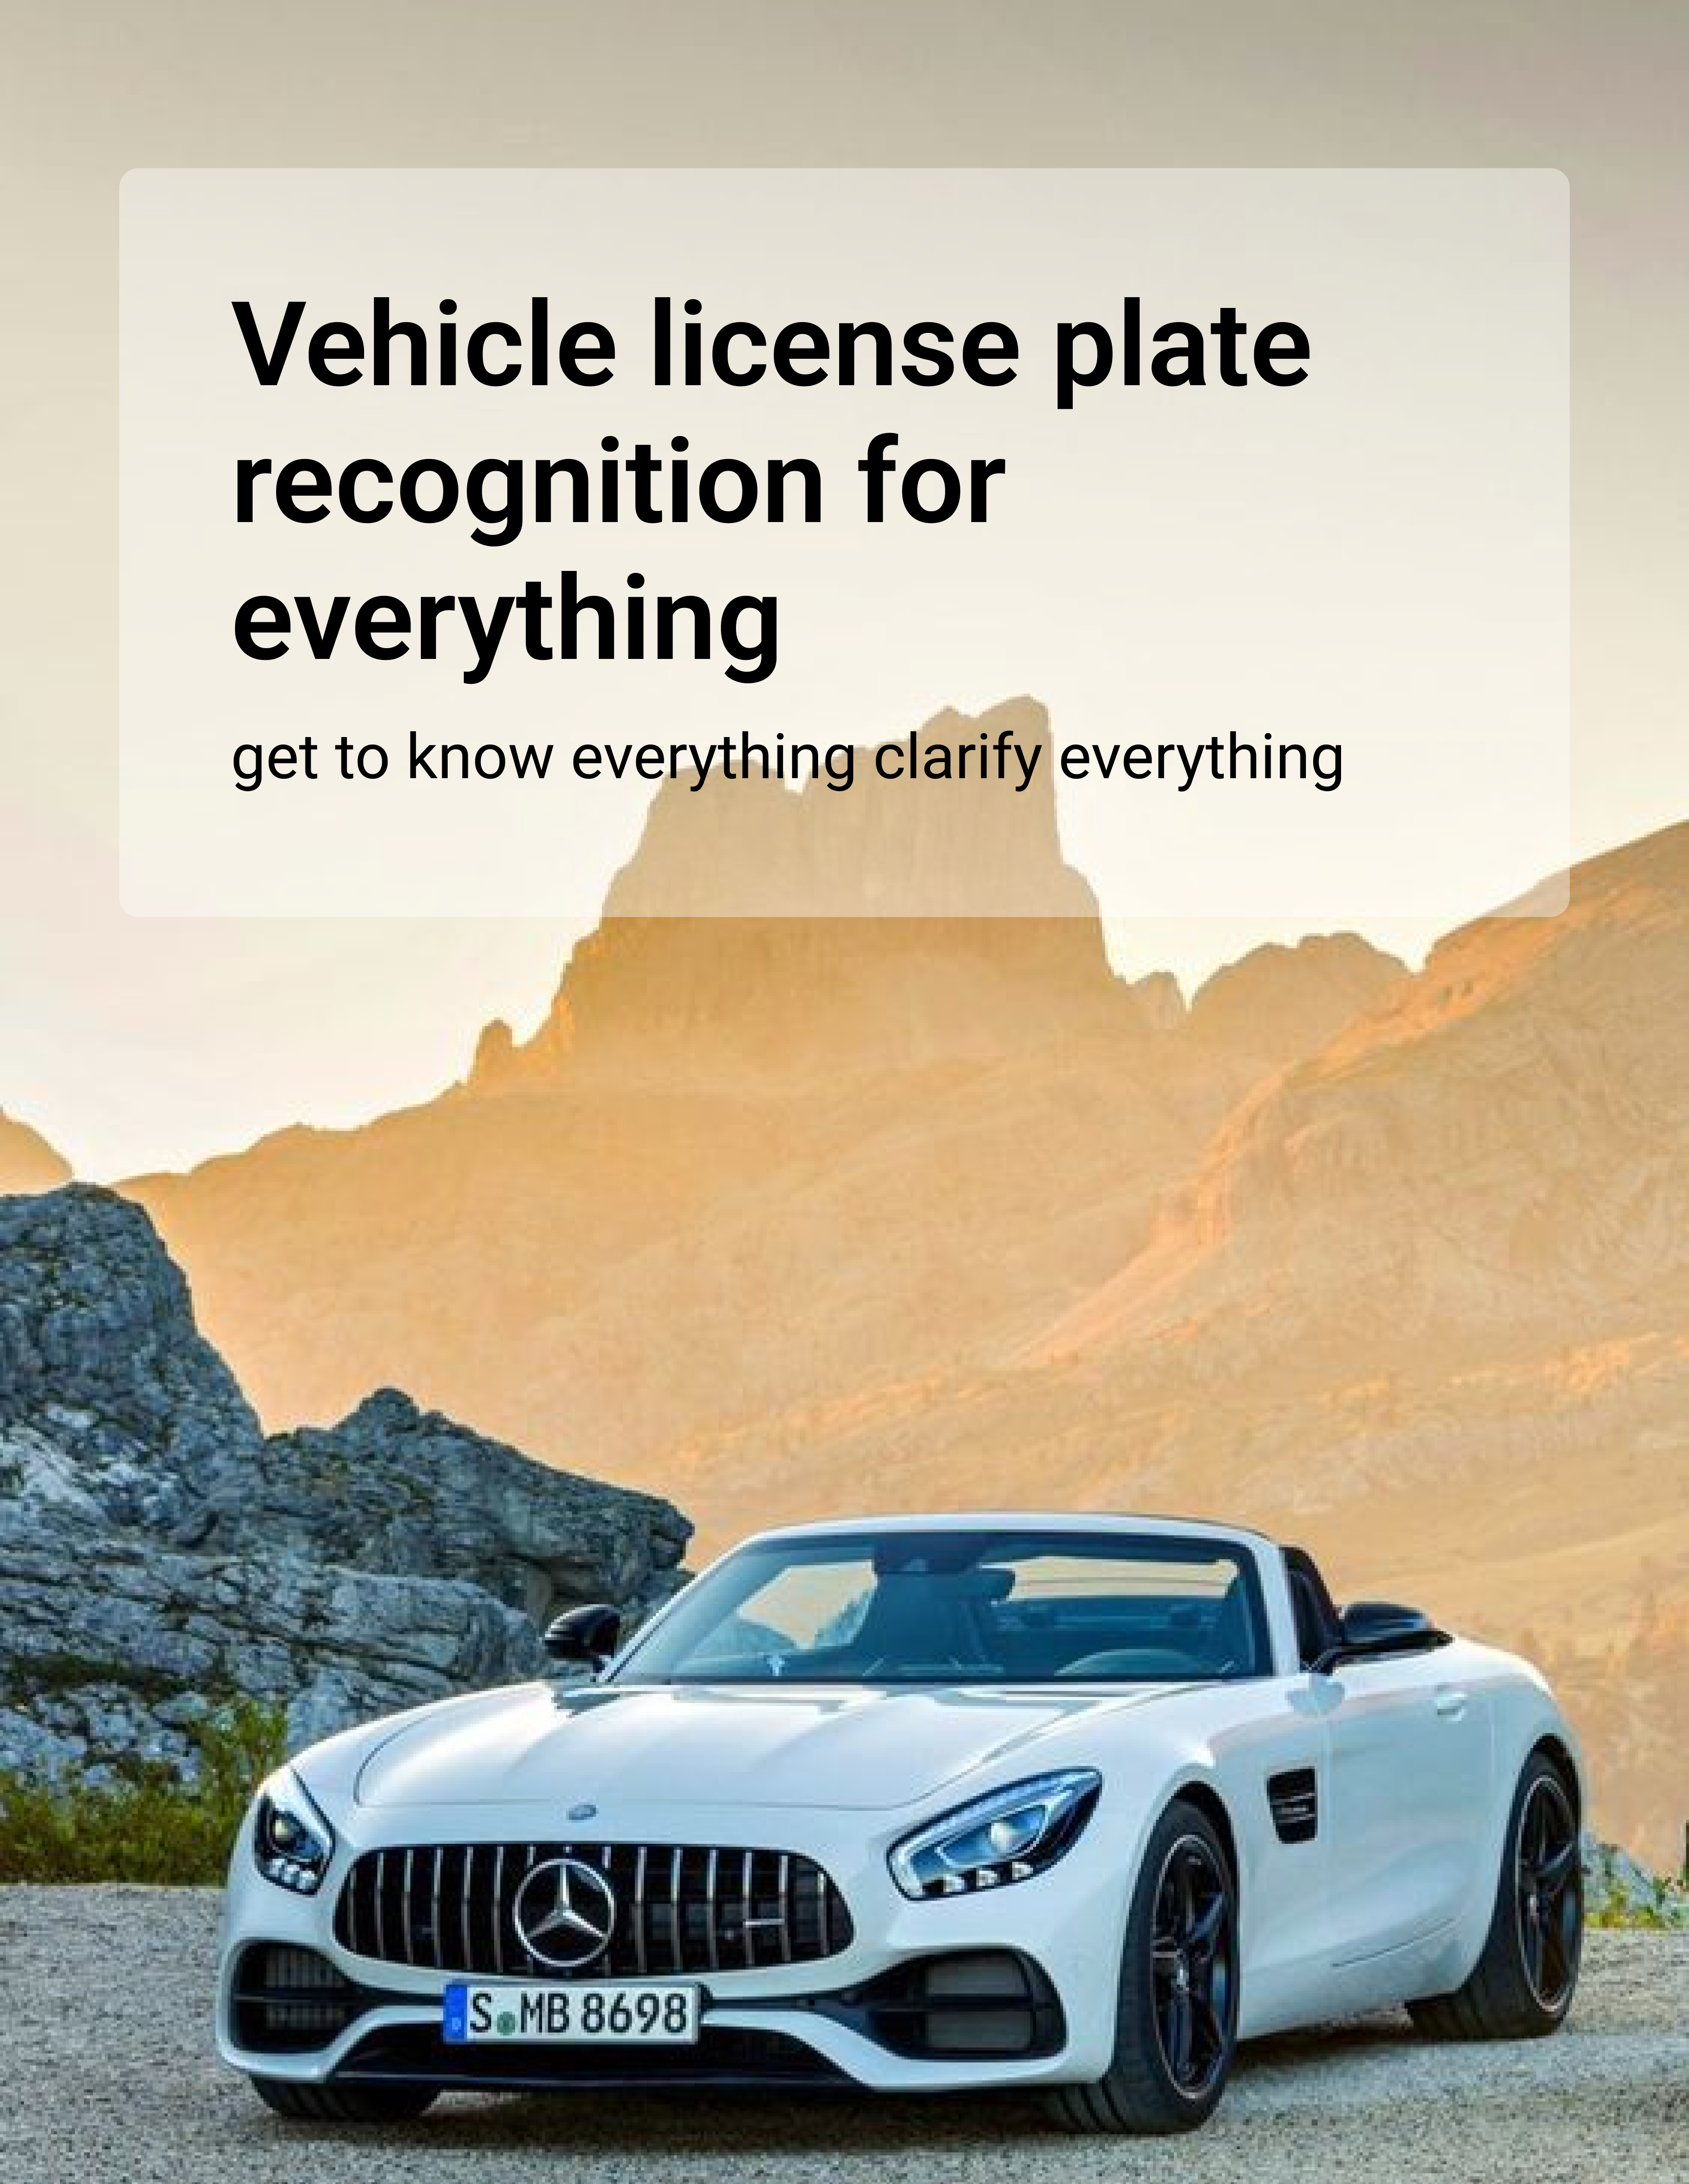 Vehicle license plate
recognition for
everything
get to know everything clarify everything
S MB 8698